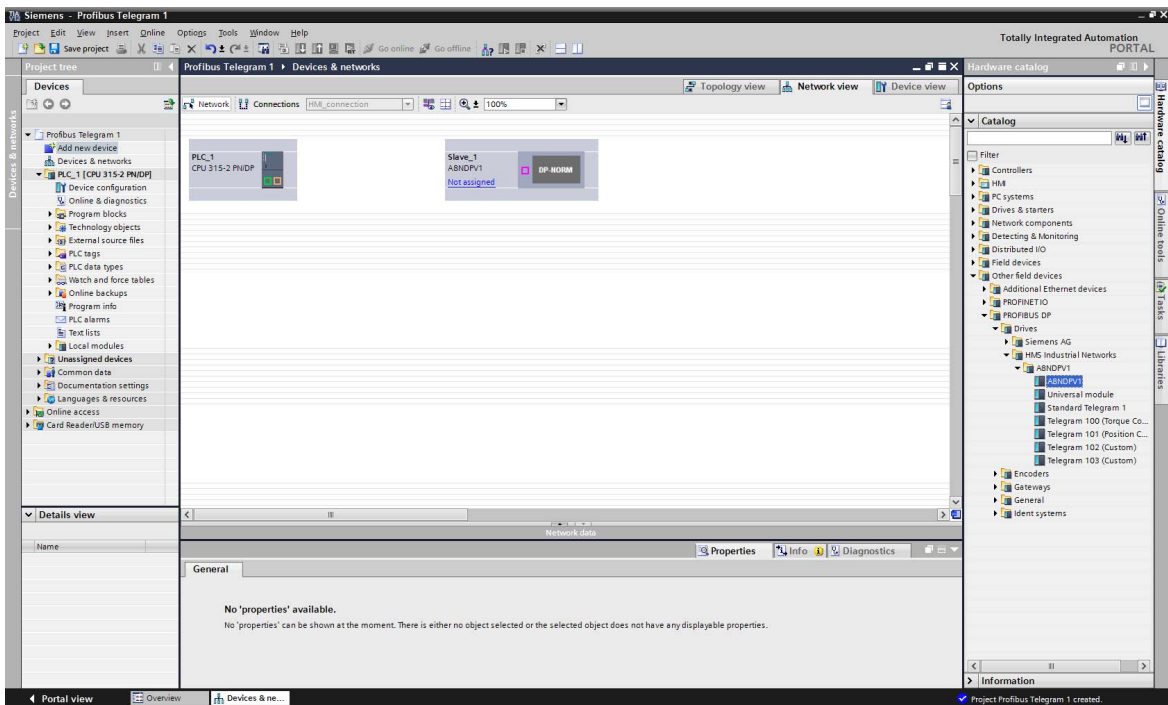 Siemens - Profibus Telegram 1
Project Edit View Insert Online Options Tools Window Help
Save project Go online Go offline
Totally Integrated Automation
PORTAL
Project tree
Profibus Telegram 1 Devices & networks
Hardware catalog
Devices
Topology view Network view Device view
Options
Network Connections HMI_connection 100%
Profibus Telegram 1
Add new device
Devices & networks
PLC_1 [CPU 315-2 PN/DP]
Device configuration
Online & diagnostics
Program blocks
Technology objects
External source files
PLC tags
PLC data types
Watch and force tables
Online backups
Program info
PLC alarms
Text lists
Local modules
Unassigned devices
Common data
Documentation settings
Languages & resources
Online access
Card Reader/USB memory
Details view
Name
PLC_1
CPU 315-2 PN/DP
Slave_1
ABNDPV1
DP-NORM
Not assigned
Network data
Properties Info Diagnostics
General
No 'properties' available.
No 'properties' can be shown at the moment. There is either no object selected or the selected object does not have any displayable properties.
Catalog
Filter
Controllers
HMI
PC systems
Drives & starters
Network components
Detecting & Monitoring
Distributed I/O
Field devices
Other field devices
Additional Ethernet devices
PROFINET IO
PROFIBUS DP
Drives
Siemens AG
HMS Industrial Networks
ABNDPV1
ABNDPV1
Universal module
Standard Telegram 1
Telegram 100 (Torque Co...
Telegram 101 (Position C...
Telegram 102 (Custom)
Telegram 103 (Custom)
Encoders
Gateways
General
Ident systems
Information
Devices & networks
Hardware catalog
Online tools
Tasks
Libraries
Portal view Overview Devices & ne...
Project Profibus Telegram 1 created.